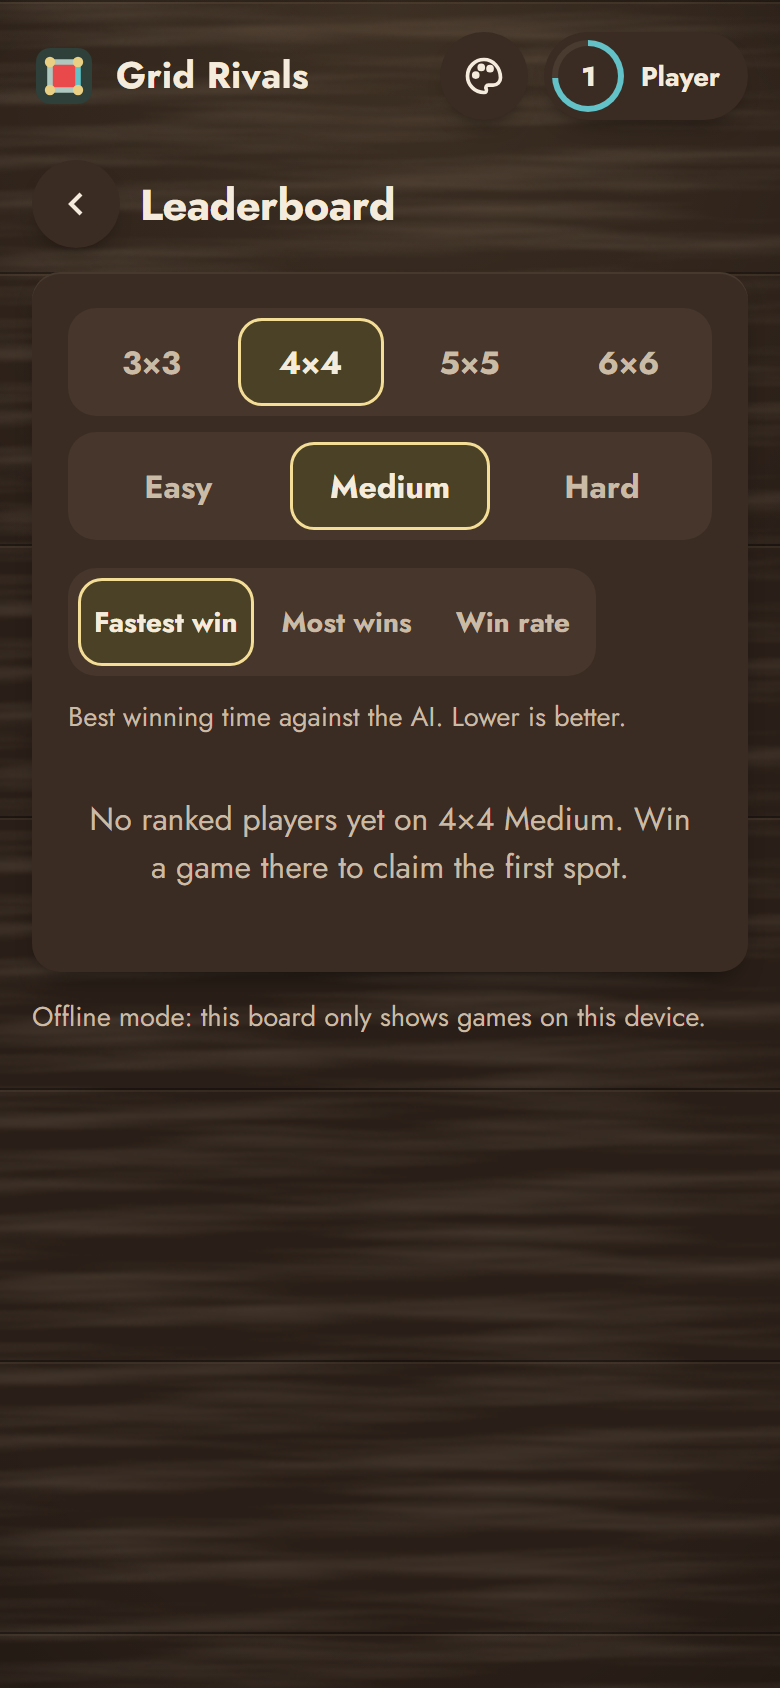 Grid Rivals
1 Player
Leaderboard
3×3 4×4 5×5 6×6
Easy Medium Hard
Fastest win Most wins Win rate
Best winning time against the AI. Lower is better.
No ranked players yet on 4×4 Medium. Win
a game there to claim the first spot.
Offline mode: this board only shows games on this device.